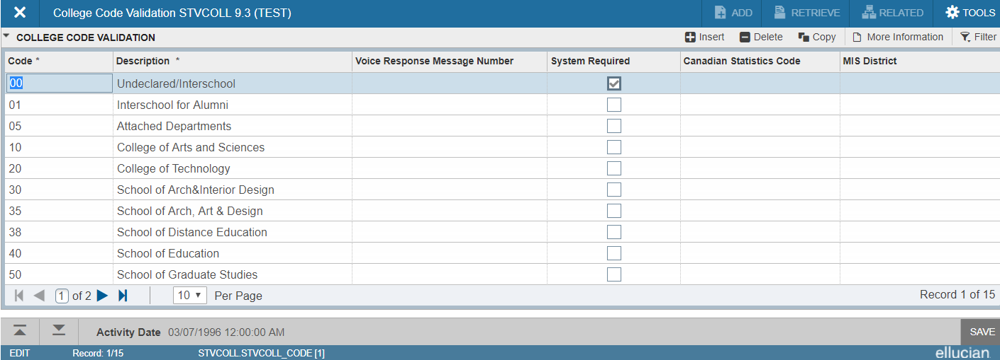 College Code Validation STVCOLL 9.3 (TEST) ADD RETRIEVE RELATED TOOLS
COLLEGE CODE VALIDATION Insert Delete Copy More Information Filter
Code * Description * Voice Response Message Number System Required Canadian Statistics Code MIS District
00 Undeclared/Interschool
01 Interschool for Alumni
05 Attached Departments
10 College of Arts and Sciences
20 College of Technology
30 School of Arch&Interior Design
35 School of Arch, Art & Design
38 School of Distance Education
40 School of Education
50 School of Graduate Studies
1 of 2 10 Per Page Record 1 of 15
Activity Date 03/07/1996 12:00:00 AM SAVE
EDIT Record: 1/15 STVCOLL.STVCOLL_CODE [1] ellucian